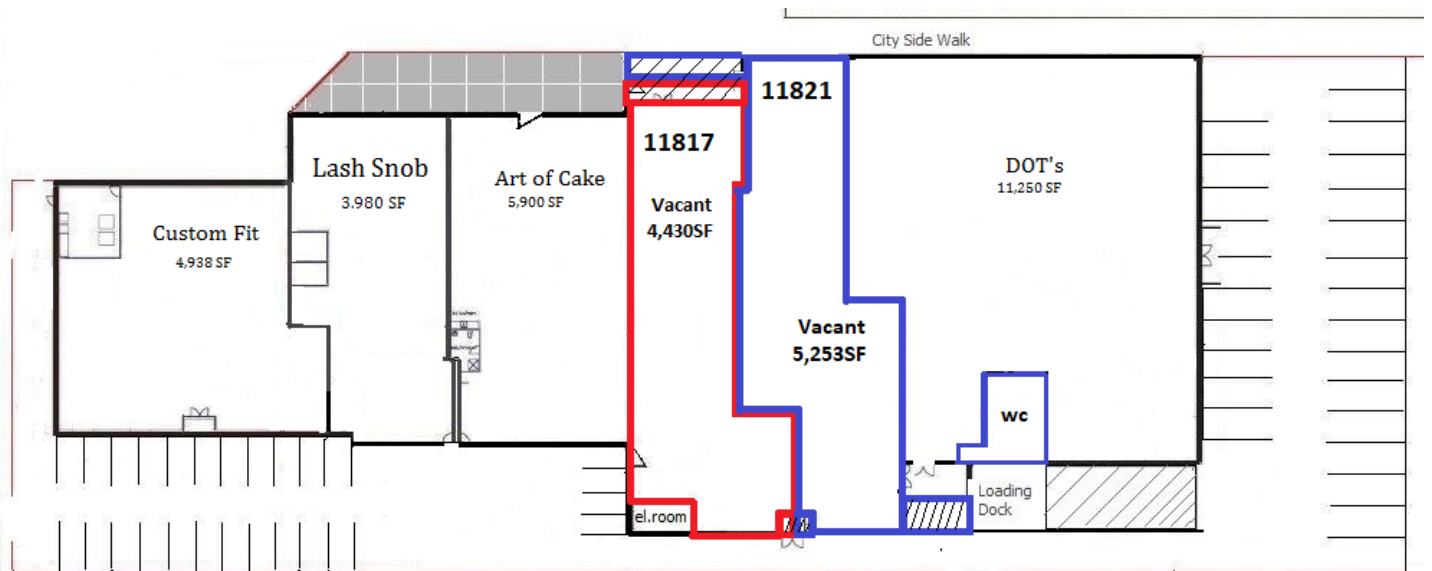 City Side Walk
11821
11817
Lash Snob
3.980 SF
Art of Cake
5,900 SF
DOT's
11,250 SF
Vacant
4,430SF
Custom Fit
4,938 SF
Vacant
5,253SF
wc
Loading
Dock
el.room